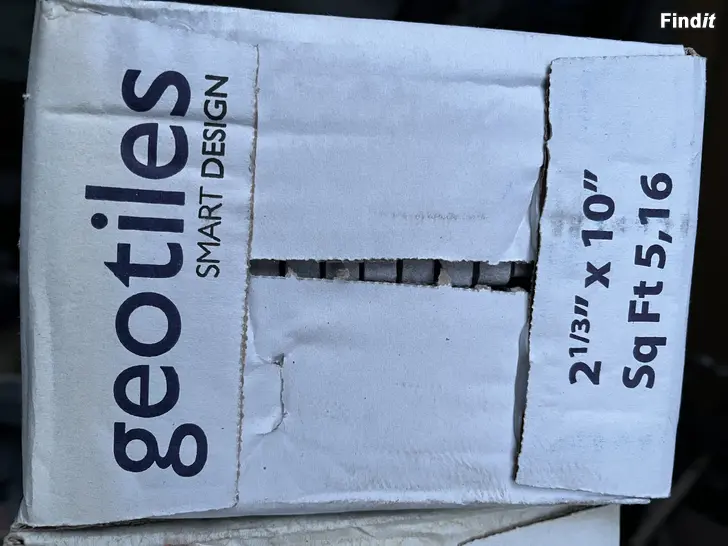 Findit
geotiles
SMART DESIGN
2 1/3" x 10"
Sq Ft 5,16